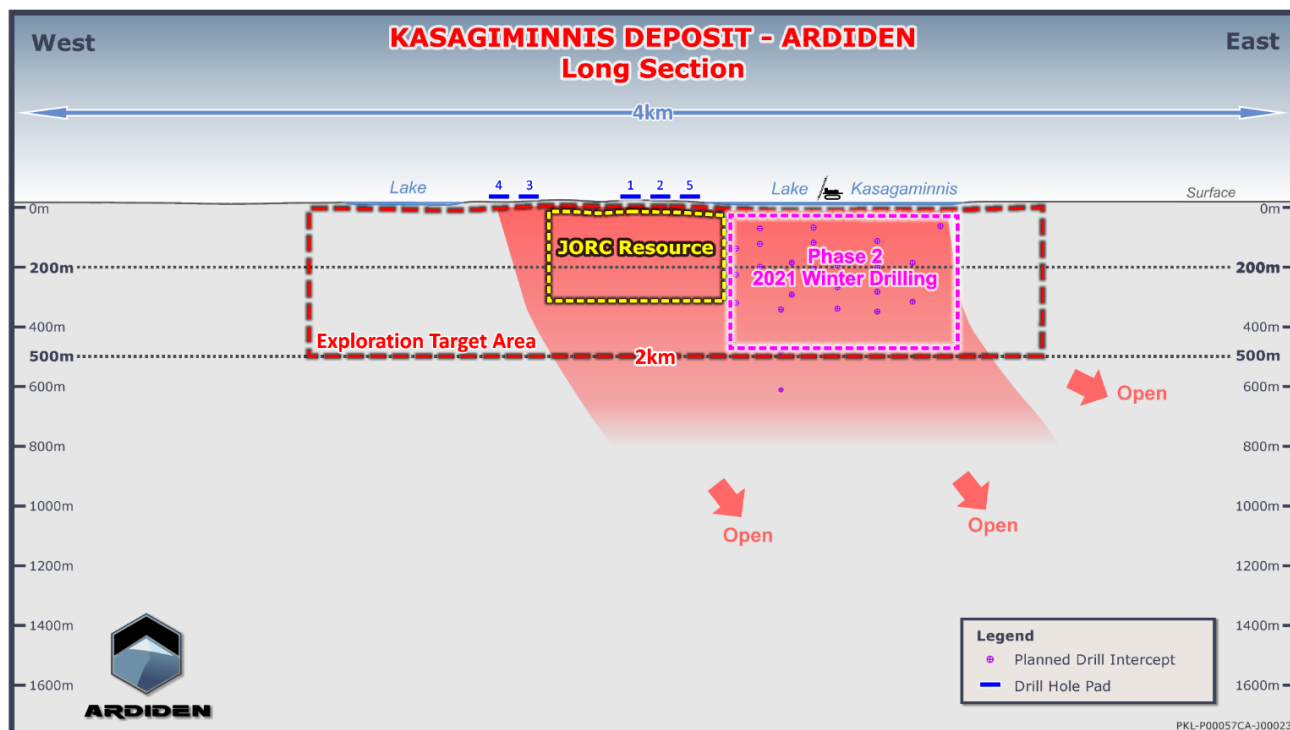 West
KASAGIMINNIS DEPOSIT - ARDIDEN
East
Long Section
4km
Lake
4
3
1
2
5
Lake
Kasagaminnis
Surface
0m
0m
JORC Resource
Phase 2
2021 Winter Drilling
200m
200m
400m
400m
Exploration Target Area
500m
2km
500m
600m
600m
Open
800m
800m
1000m
1000m
Open
Open
1200m
1200m
1400m
1400m
Legend
Planned Drill Intercept
Drill Hole Pad
1600m
1600m
ARDIDEN
PKL-P00057CA-J00023